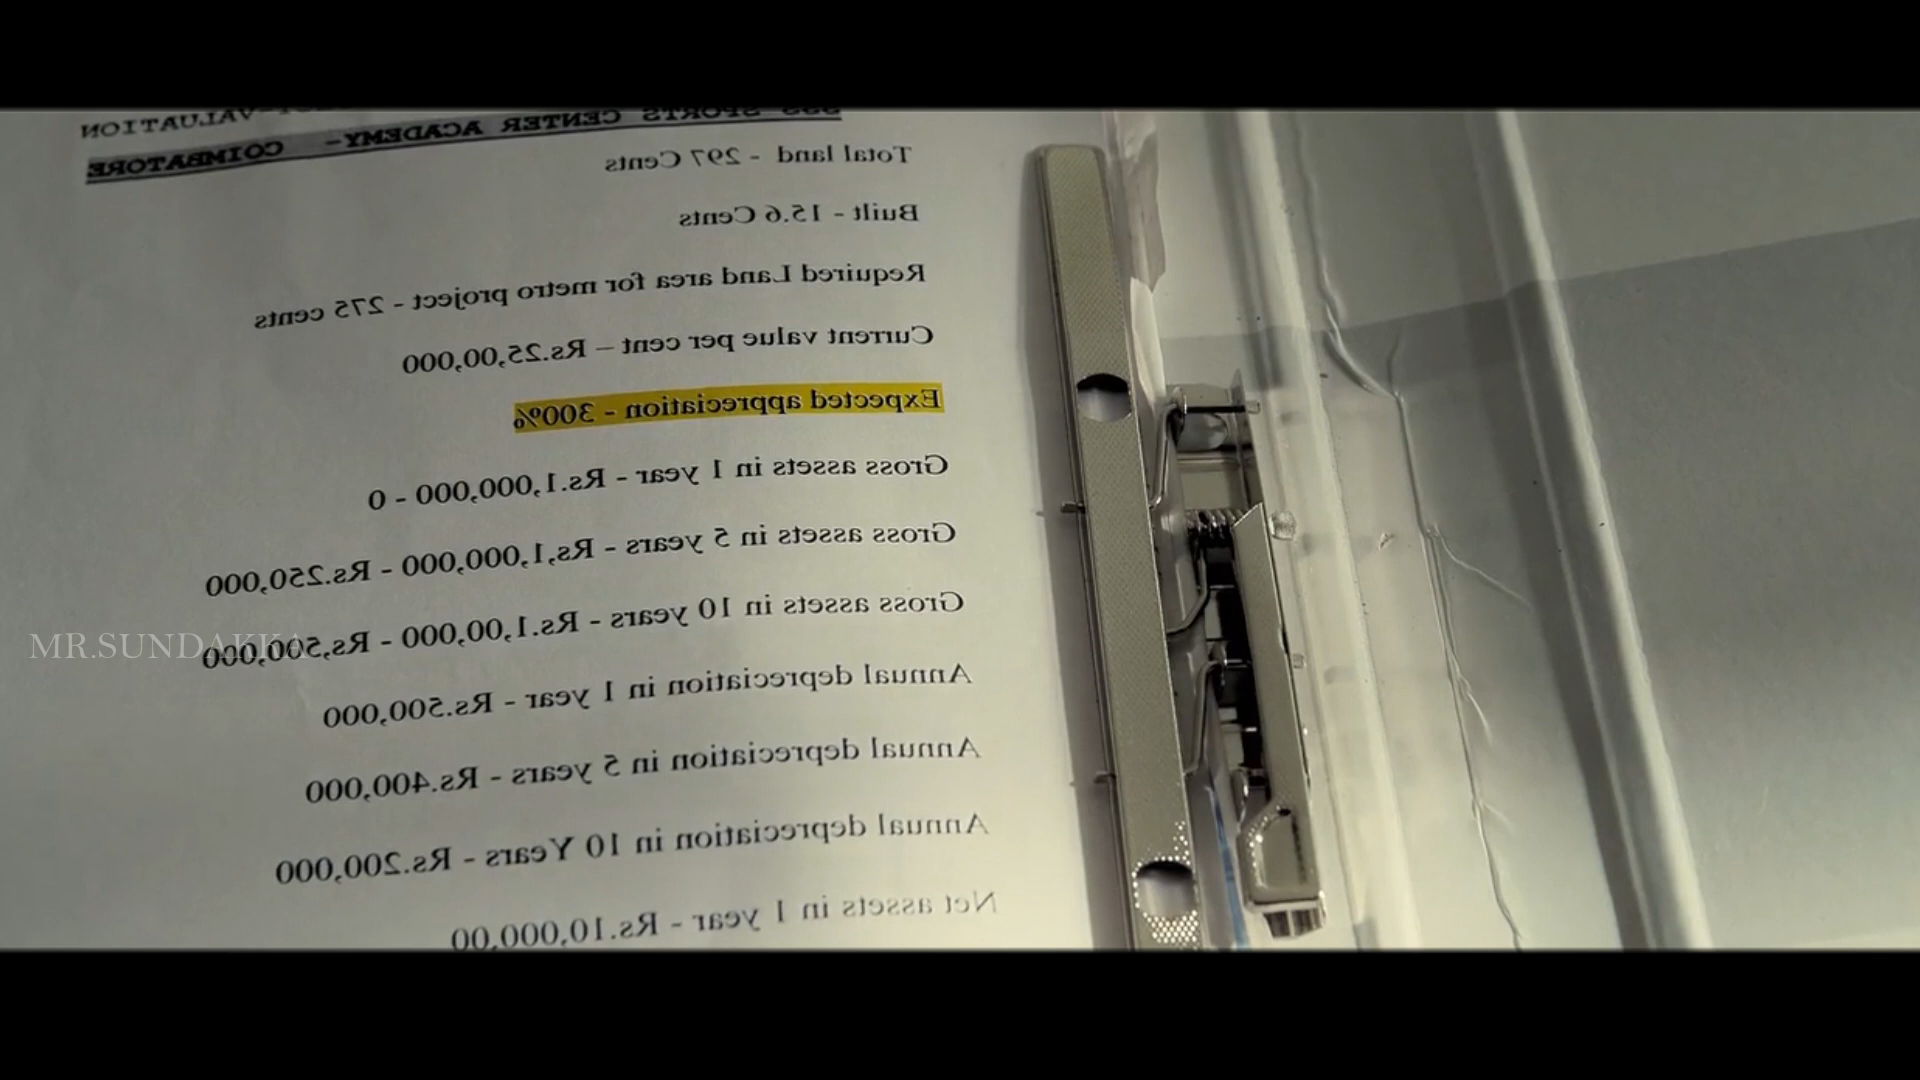 VALUATION
SPORTS CENTER ACADEMY- COIMBATORE
Total land - 297 Cents
Built - 15.6 Cents
Required Land area for metro project - 275 cents
Current value per cent – Rs.25,00,000
Expected appreciation - 300%
Gross assets in 1 year - Rs.1,000,000 - 0
Gross assets in 5 years - Rs,1,000,000 - Rs.250,000
Gross assets in 10 years - Rs.1,00,000 - Rs,500,000
Annual depreciation in 1 year - Rs.500,000
Annual depreciation in 5 years - Rs.400,000
Annual depreciation in 10 Years - Rs.200,000
Net assets in 1 year - Rs.10,000,00
MR.SUNDAKKA